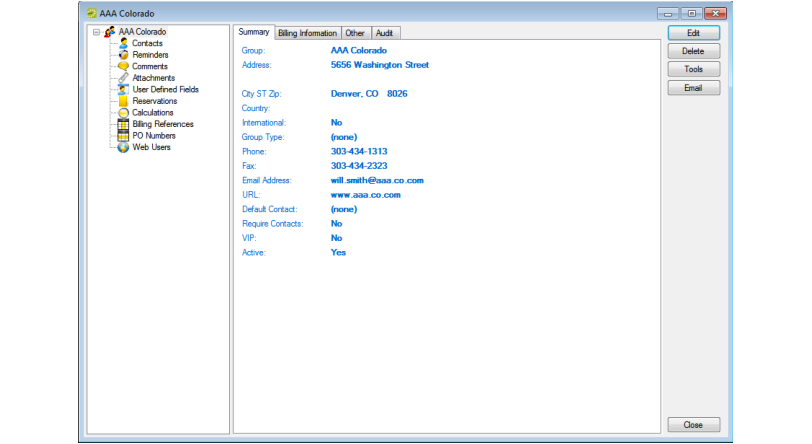 AAA Colorado
AAA Colorado
Contacts
Reminders
Comments
Attachments
User Defined Fields
Reservations
Calculations
Billing References
PO Numbers
Web Users
Summary Billing Information Other Audit
Group: AAA Colorado
Address: 5656 Washington Street
City ST Zip: Denver, CO 8026
Country:
International: No
Group Type: (none)
Phone: 303-434-1313
Fax: 303-434-2323
Email Address: will.smith@aaa.co.com
URL: www.aaa.co.com
Default Contact: (none)
Require Contacts: No
VIP: No
Active: Yes
Edit
Delete
Tools
Email
Close